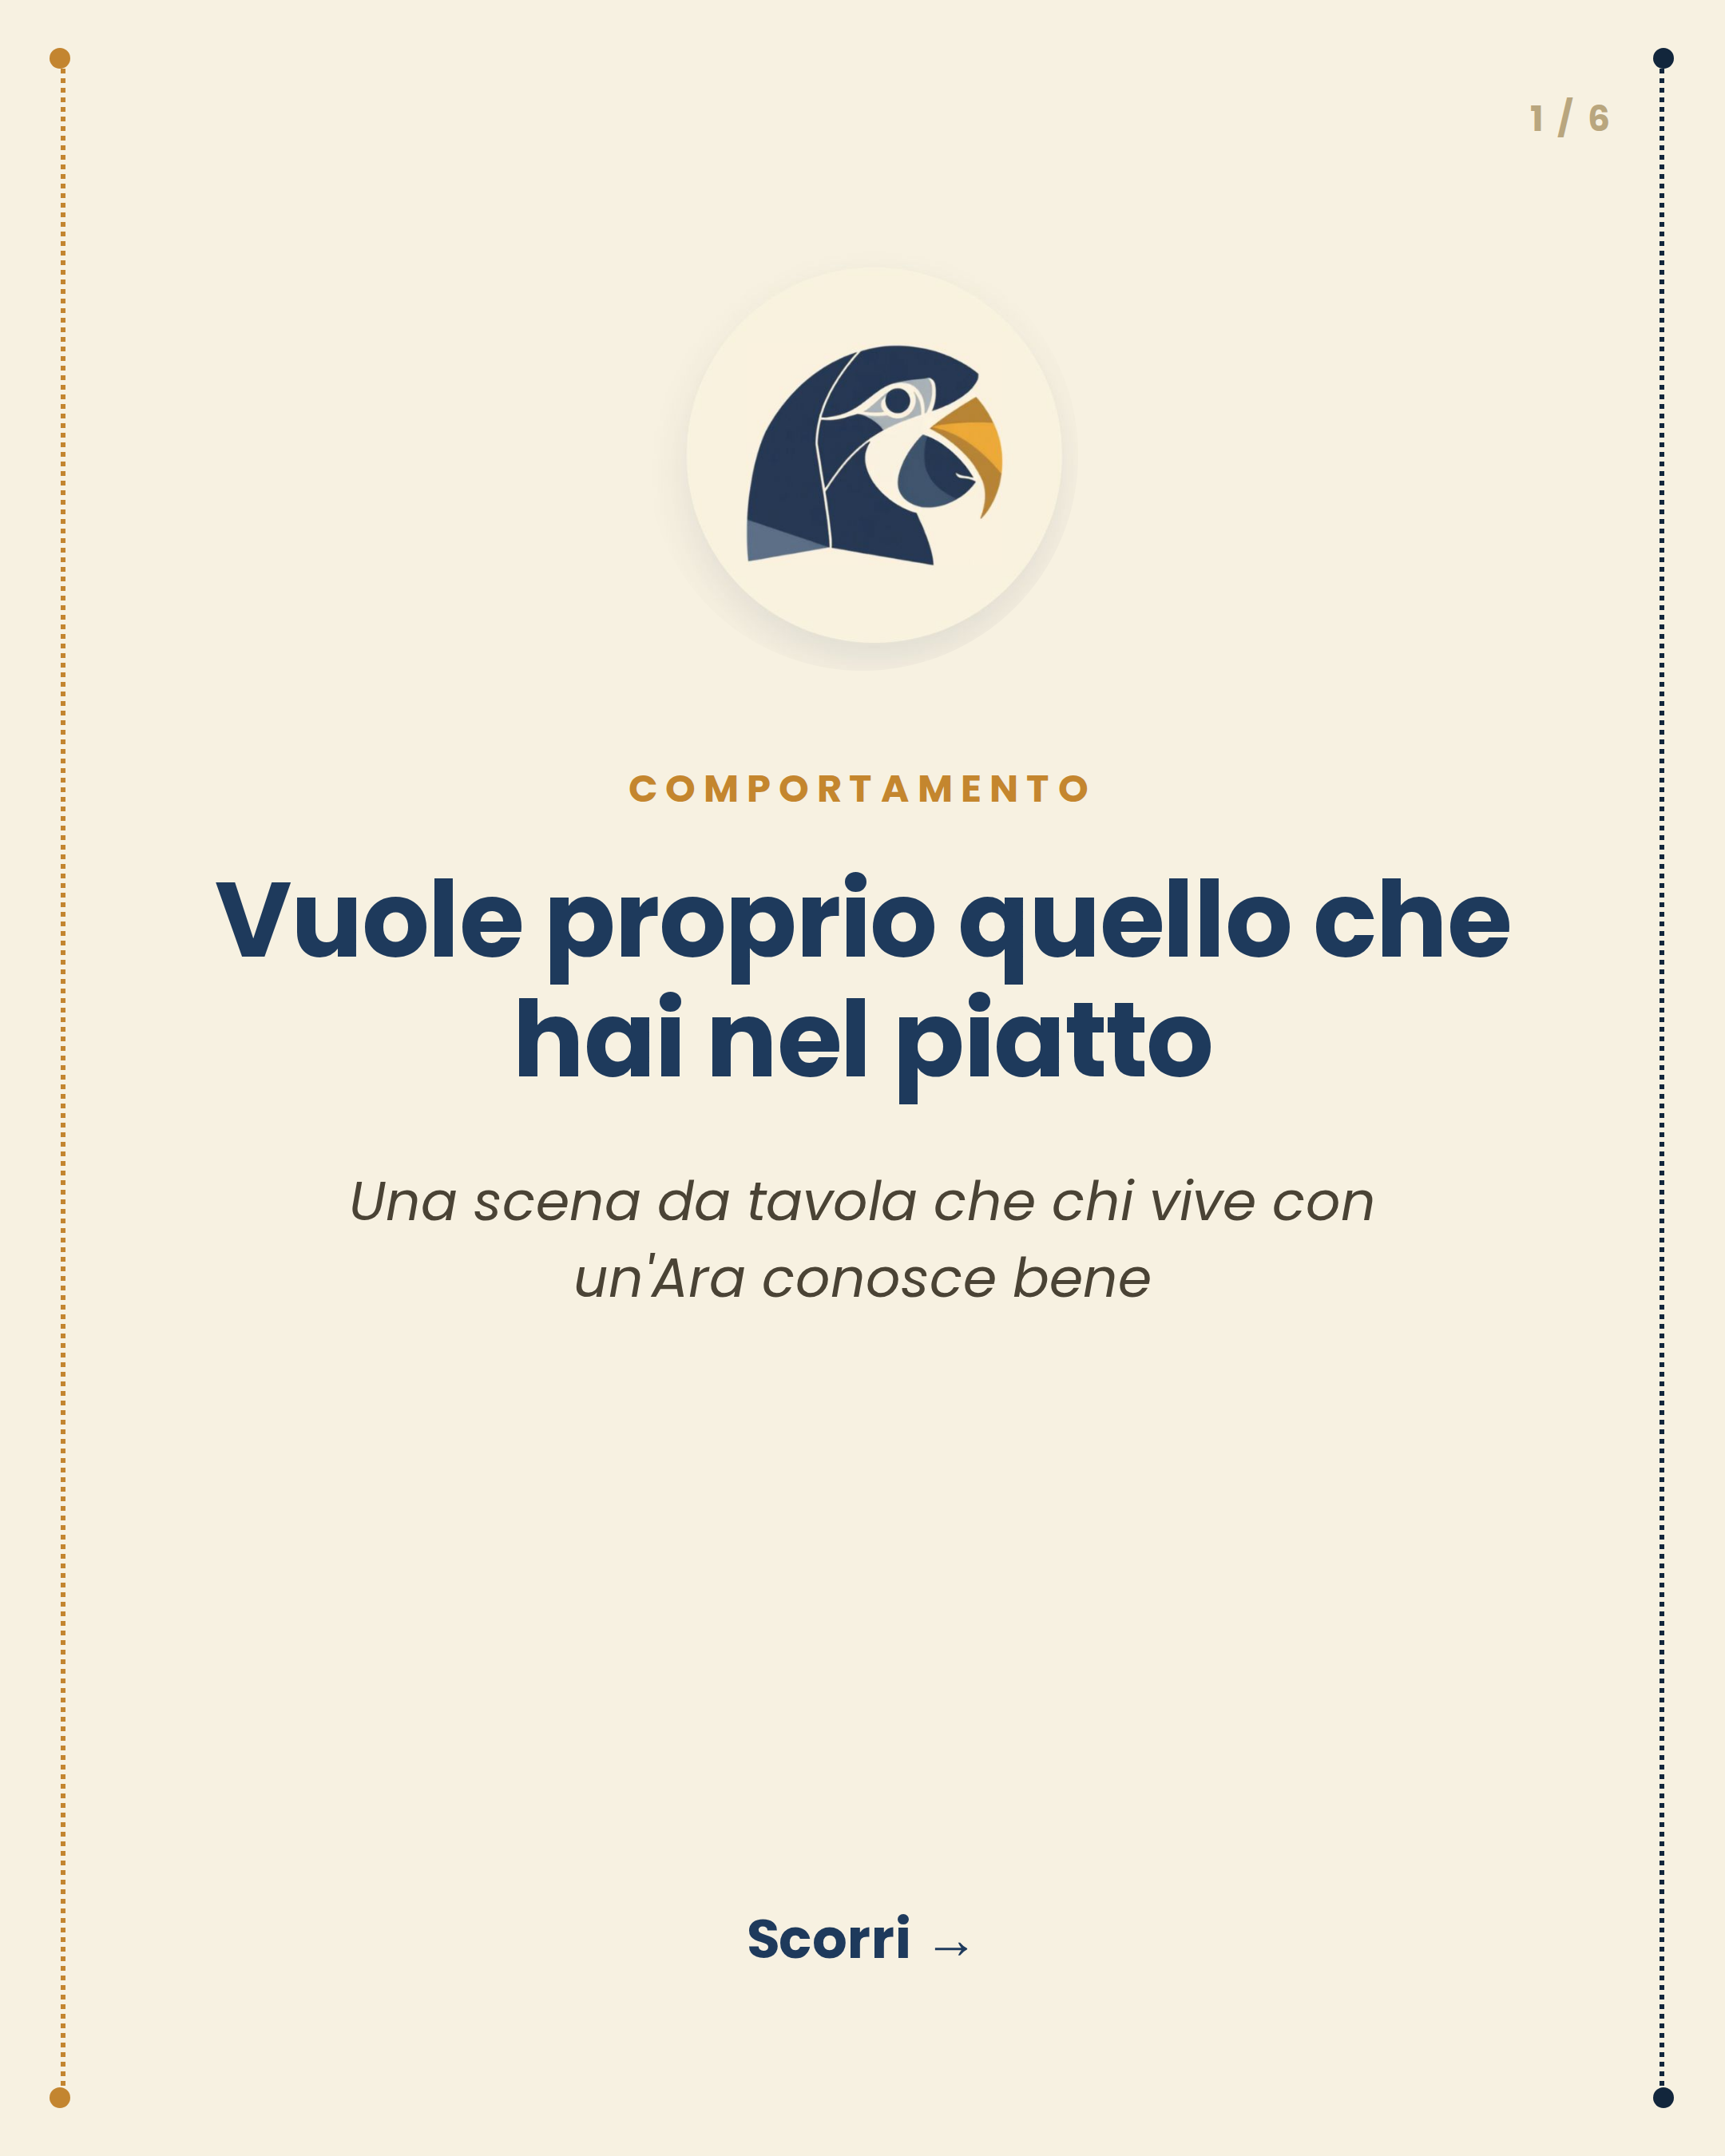 1 / 6
COMPORTAMENTO
Vuole proprio quello che
hai nel piatto
Una scena da tavola che chi vive con
un'Ara conosce bene
Scorri →